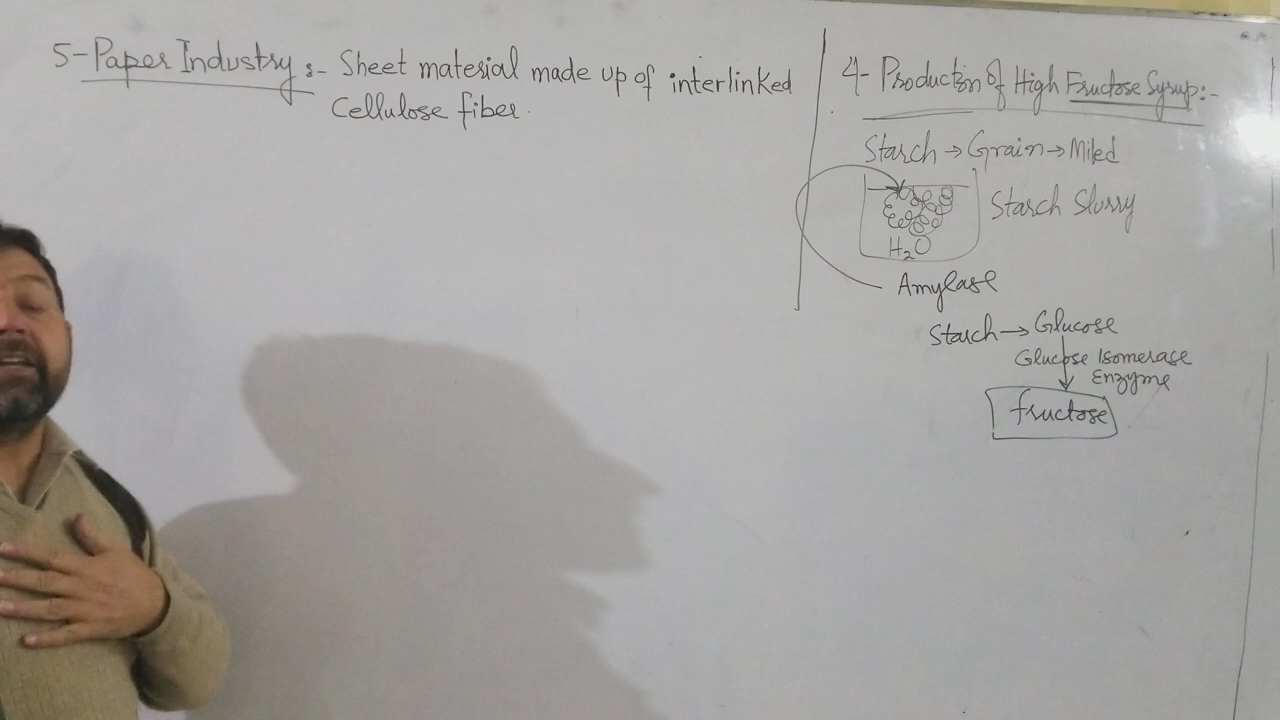 5-Paper Industry :- Sheet material made up of interlinked
Cellulose fiber.
4- Production of High Fructose Syrup:-
Starch → Grain → Miled
Starch Slurry
H₂O
Amylase
Starch → Glucose
Glucose Isomerase
Enzyme
fructose